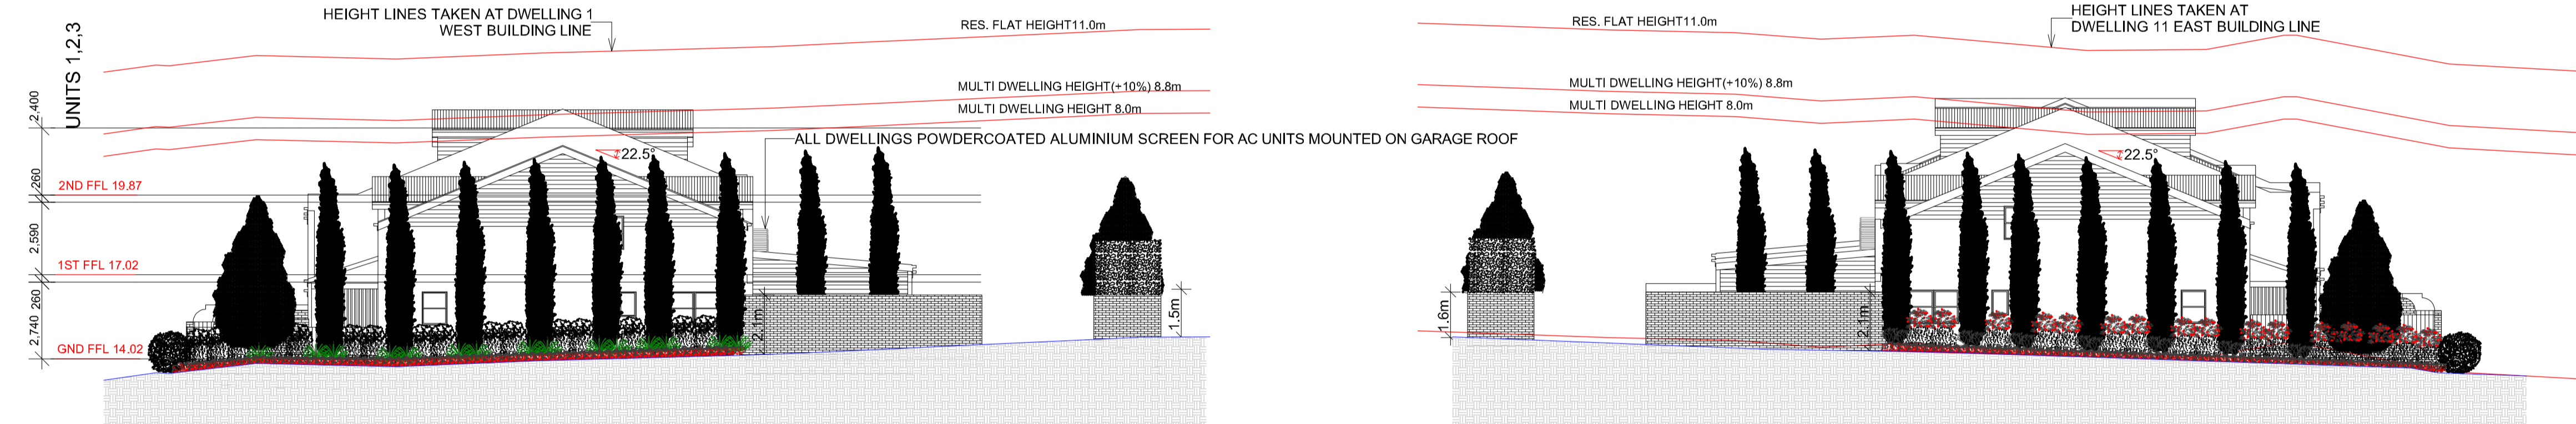 HEIGHT LINES TAKEN AT DWELLING 1
WEST BUILDING LINE
UNITS 1,2,3
RES. FLAT HEIGHT11.0m
MULTI DWELLING HEIGHT(+10%) 8.8m
MULTI DWELLING HEIGHT 8.0m
ALL DWELLINGS POWDERCOATED ALUMINIUM SCREEN FOR AC UNITS MOUNTED ON GARAGE ROOF
22.5°
2,400
260
2ND FFL 19.87
2,590
1ST FFL 17.02
260
2,740
GND FFL 14.02
2.1m
1.5m
HEIGHT LINES TAKEN AT
DWELLING 11 EAST BUILDING LINE
RES. FLAT HEIGHT11.0m
MULTI DWELLING HEIGHT(+10%) 8.8m
MULTI DWELLING HEIGHT 8.0m
22.5°
1.6m
2.1m